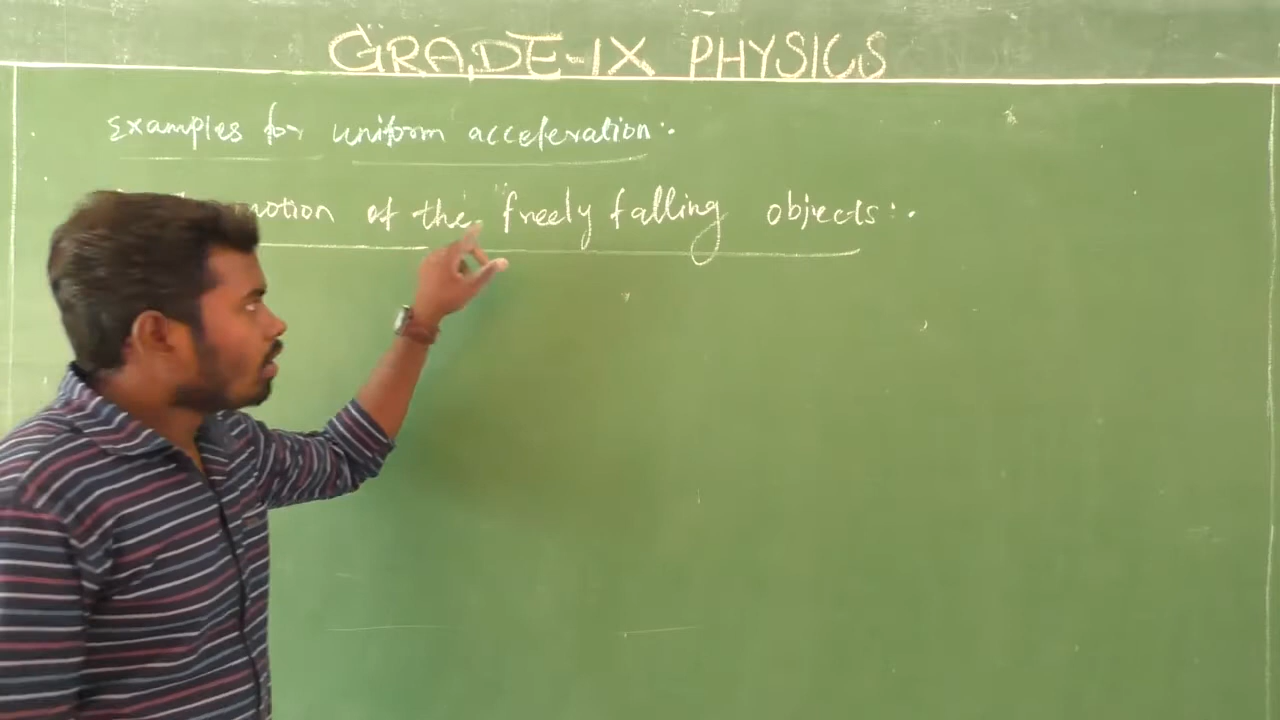 GRADE-IX PHYSICS
Examples for uniform acceleration:.
motion of the freely falling objects:.